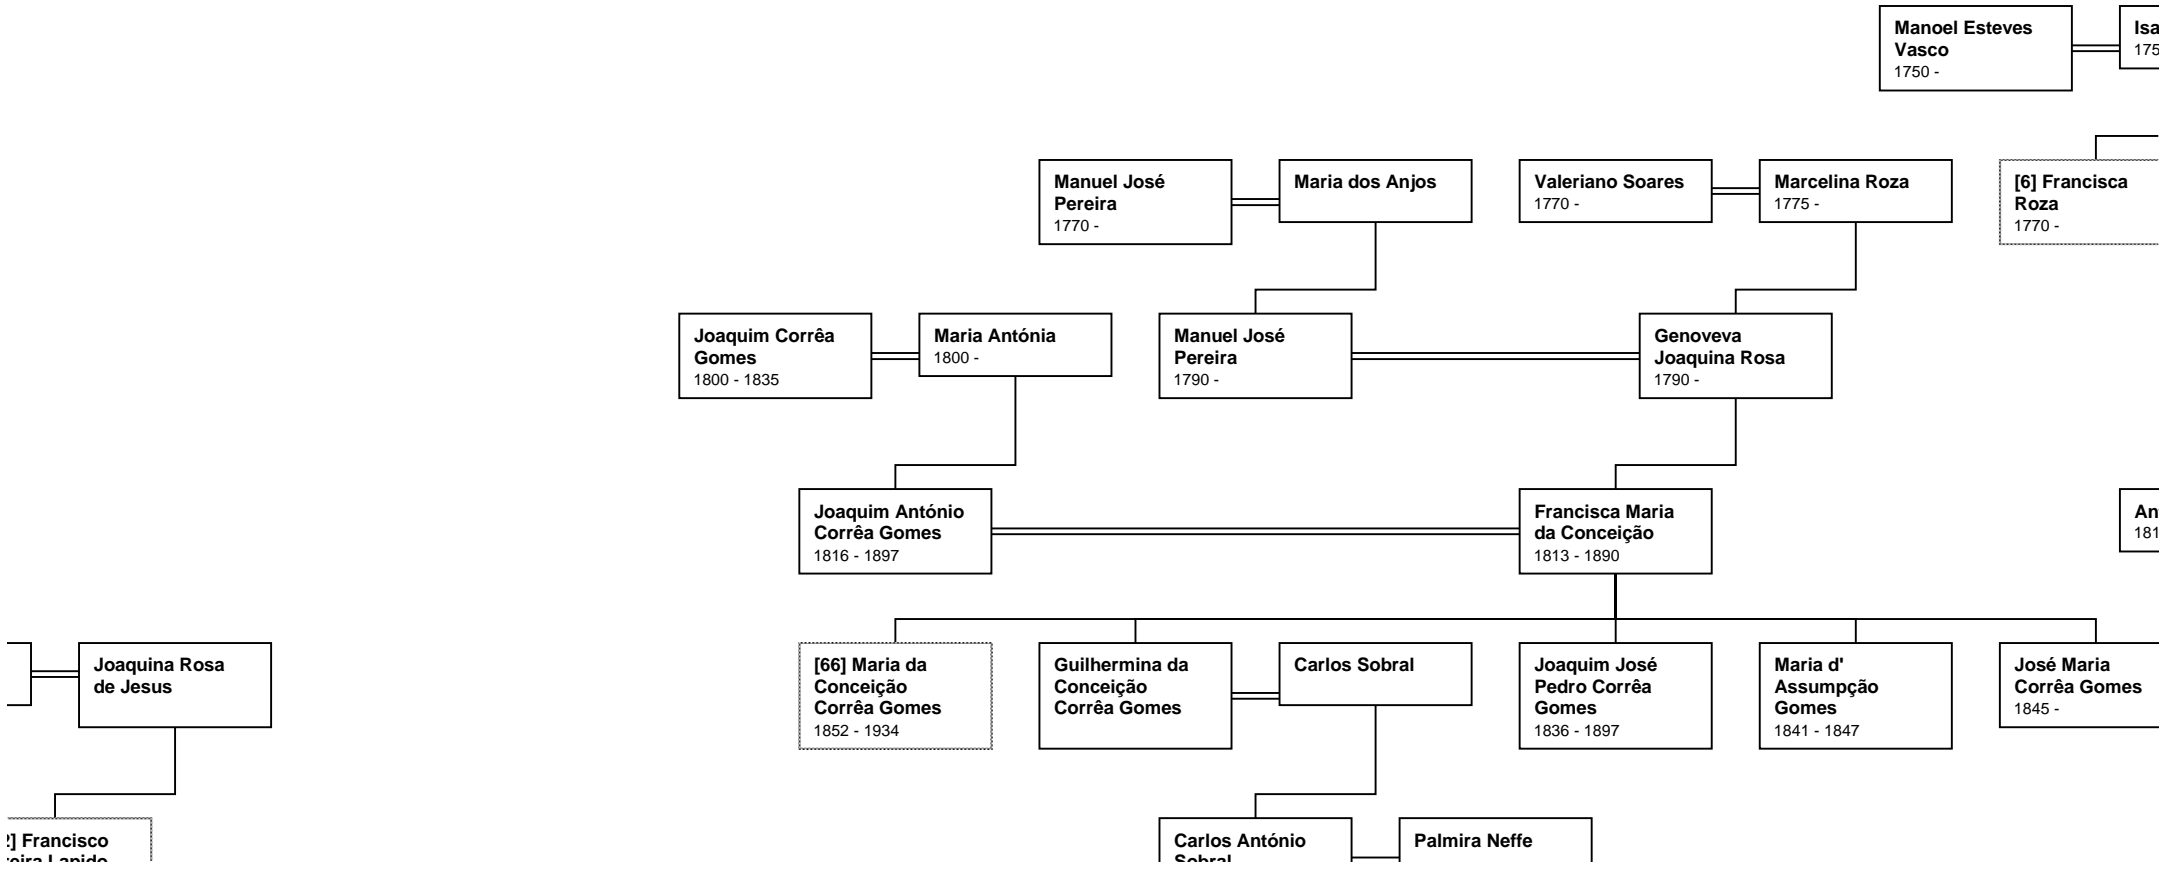 Manoel Esteves
Vasco
1750 -
Manuel José
Pereira
1770 -
Maria dos Anjos
Valeriano Soares
1770 -
Marcelina Roza
1775 -
[6] Francisca
Roza
1770 -
Joaquim Corrêa
Gomes
1800 - 1835
Maria Antónia
1800 -
Manuel José
Pereira
1790 -
Genoveva
Joaquina Rosa
1790 -
Joaquim António
Corrêa Gomes
1816 - 1897
Francisca Maria
da Conceição
1813 - 1890
Joaquina Rosa
de Jesus
[66] Maria da
Conceição
Corrêa Gomes
1852 - 1934
Guilhermina da
Conceição
Corrêa Gomes
Carlos Sobral
Joaquim José
Pedro Corrêa
Gomes
1836 - 1897
Maria d'
Assumpção
Gomes
1841 - 1847
José Maria
Corrêa Gomes
1845 -
Francisco
Lapido
Carlos António
Sobral
Palmira Neffe